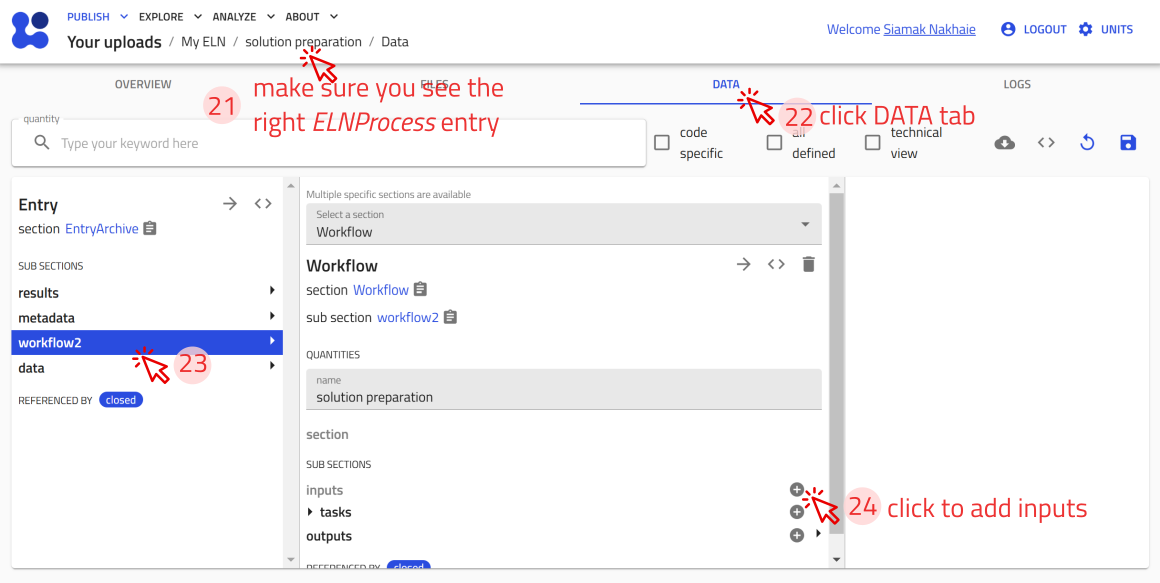 PUBLISH EXPLORE ANALYZE ABOUT
Your uploads / My ELN / solution preparation / Data
Welcome Siamak Nakhaie LOGOUT UNITS
OVERVIEW FILES DATA LOGS
21 make sure you see the
right ELNProcess entry
22 click DATA tab
quantity
Type your keyword here
code
specific
all
defined
technical
view
Entry
section EntryArchive
SUB SECTIONS
results
metadata
workflow2
data
23
REFERENCED BY closed
Multiple specific sections are available
Select a section
Workflow
Workflow
section Workflow
sub section workflow2
QUANTITIES
name
solution preparation
section
SUB SECTIONS
inputs
tasks
outputs
REFERENCED BY closed
24 click to add inputs